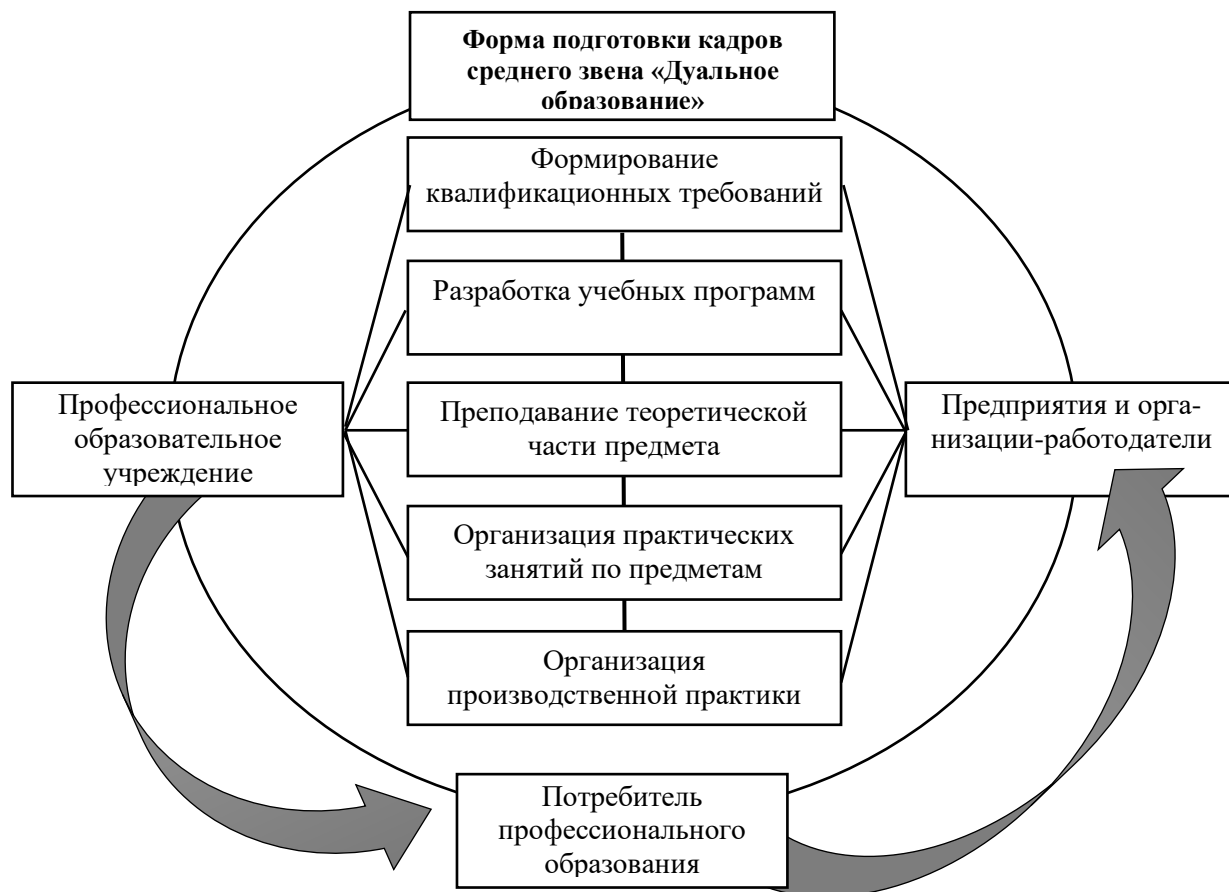 Форма подготовки кадров
среднего звена «Дуальное
образование»
Формирование
квалификационных требований
Разработка учебных программ
Профессиональное
образовательное
учреждение
Преподавание теоретической
части предмета
Предприятия и орга-
низации-работодатели
Организация практических
занятий по предметам
Организация
производственной практики
Потребитель
профессионального
образования